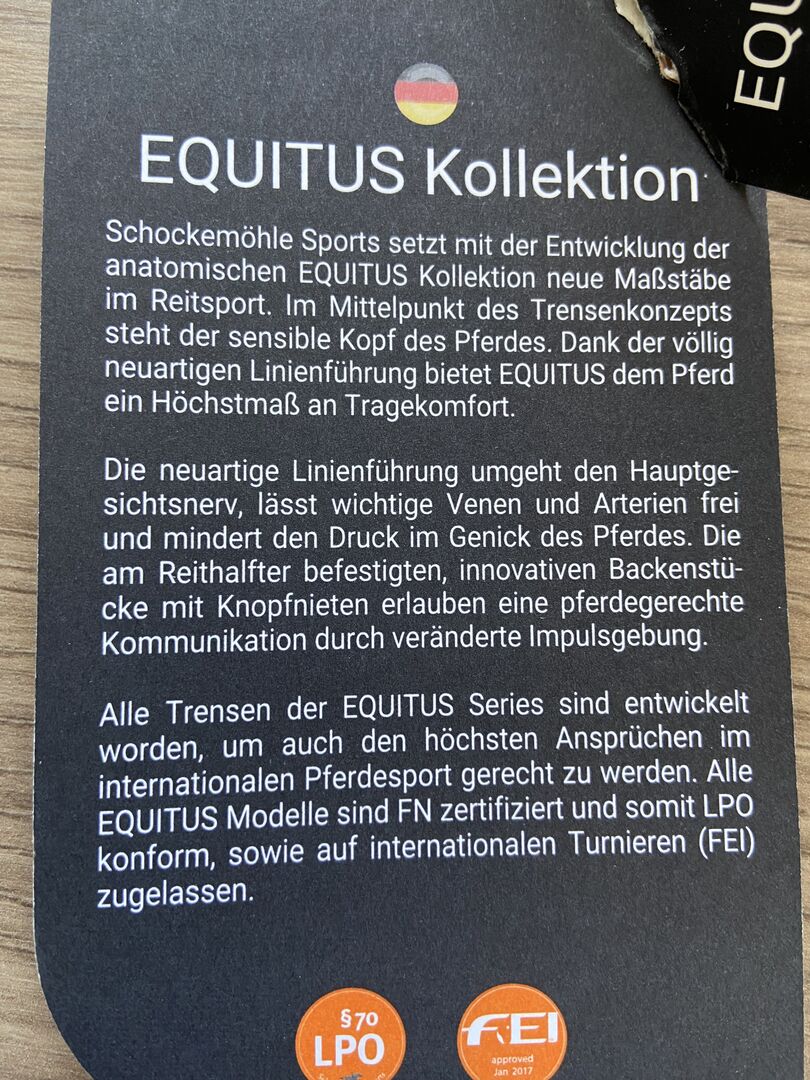 EQU
EQUITUS Kollektion
Schockemöhle Sports setzt mit der Entwicklung der
anatomischen EQUITUS Kollektion neue Maßstäbe
im Reitsport. Im Mittelpunkt des Trensenkonzepts
steht der sensible Kopf des Pferdes. Dank der völlig
neuartigen Linienführung bietet EQUITUS dem Pferd
ein Höchstmaß an Tragekomfort.
Die neuartige Linienführung umgeht den Hauptge-
sichtsnerv, lässt wichtige Venen und Arterien frei
und mindert den Druck im Genick des Pferdes. Die
am Reithalfter befestigten, innovativen Backenstü-
cke mit Knopfnieten erlauben eine pferdegerechte
Kommunikation durch veränderte Impulsgebung.
Alle Trensen der EQUITUS Series sind entwickelt
worden, um auch den höchsten Ansprüchen im
internationalen Pferdesport gerecht zu werden. Alle
EQUITUS Modelle sind FN zertifiziert und somit LPO
konform, sowie auf internationalen Turnieren (FEI)
zugelassen.
§70
LPO
FEI
approved
Jan 2017